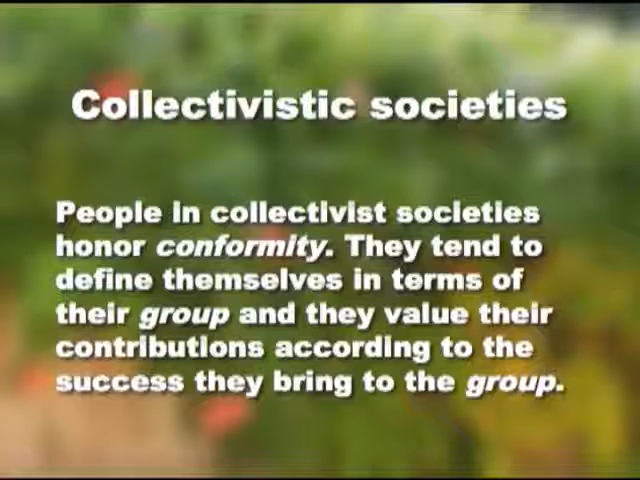 Collectivistic societies
People in collectivist societies
honor conformity. They tend to
define themselves in terms of
their group and they value their
contributions according to the
success they bring to the group.